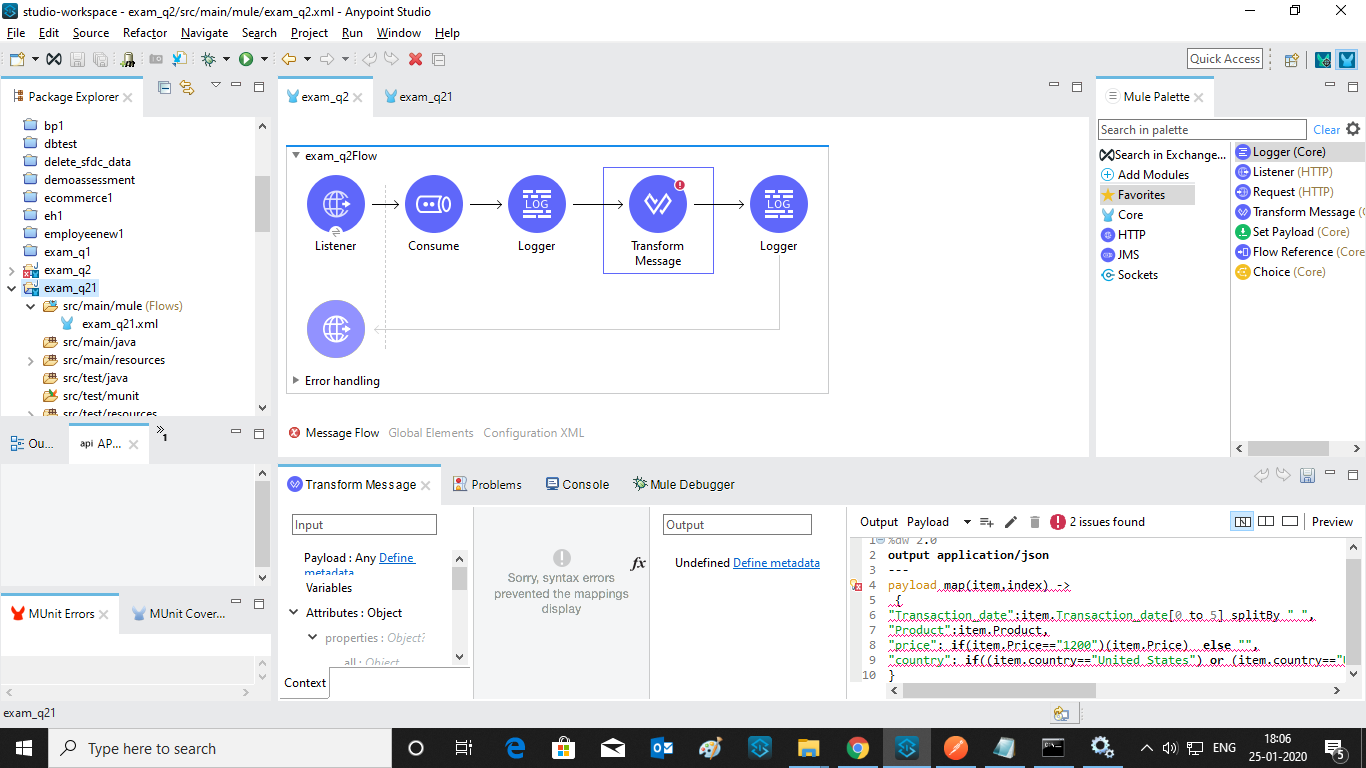 studio-workspace - exam_q2/src/main/mule/exam_q2.xml - Anypoint Studio
File Edit Source Refactor Navigate Search Project Run Window Help
Quick Access
Package Explorer
bp1
dbtest
delete_sfdc_data
demoassessment
ecommerce1
eh1
employeenew1
exam_q1
exam_q2
exam_q21
src/main/mule (Flows)
exam_q21.xml
src/main/java
src/main/resources
src/test/java
src/test/munit
src/test/resources
exam_q2
exam_q21
exam_q2Flow
LOG
LOG
Listener
Consume
Logger
Transform
Message
Logger
Error handling
Message Flow Global Elements Configuration XML
Mule Palette
Search in palette
Clear
Search in Exchange...
Add Modules
Favorites
Core
HTTP
JMS
Sockets
Logger (Core)
Listener (HTTP)
Request (HTTP)
Transform Message (
Set Payload (Core)
Flow Reference (Core
Choice (Core)
Ou...
api AP...
1
MUnit Errors
MUnit Cover...
Transform Message
Problems
Console
Mule Debugger
Input
Payload : Any Define
metadata
Variables
Attributes : Object
properties : Object?
all : Object
Context
Sorry, syntax errors
prevented the mappings
display
fx
Output
Undefined Define metadata
Output Payload
2 issues found
Preview
1 %dw 2.0
2 output application/json
3 ---
4 payload map(item,index) ->
5 {
6 "Transaction_date":item.Transaction_date[0 to 5] splitBy " ",
7 "Product":item.Product,
8 "price": if(item.Price=="1200")(item.Price) else "",
9 "country": if((item.country=="United States") or (item.country=="
10 }
exam_q21
Type here to search
ENG
18:06
25-01-2020
5